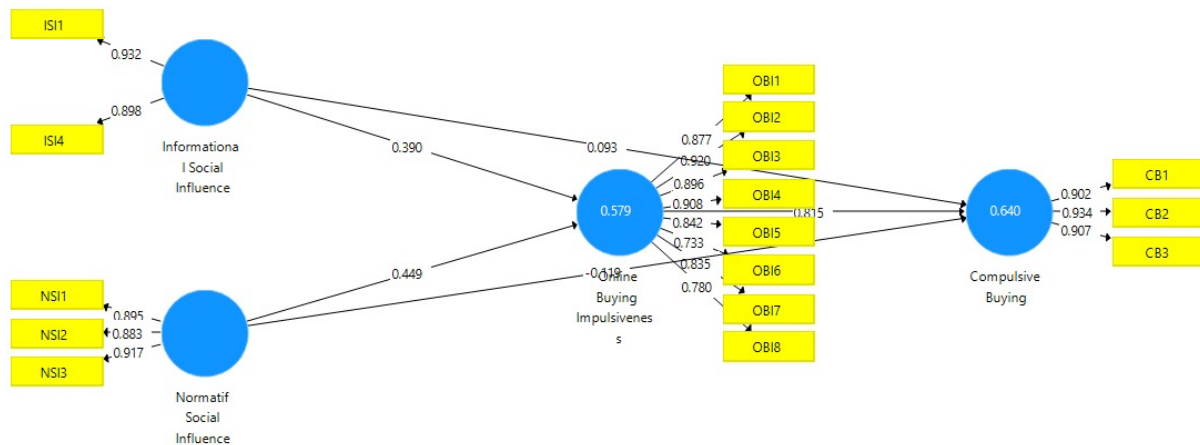 ISI1
0.932
0.898
ISI4
Informationa
l Social
Influence
0.390
0.093
NSI1
NSI2
NSI3
0.895
0.883
0.917
Normatif
Social
Influence
0.449
-0.119
0.579
Online
Buying
Impulsivenes
s
0.877
0.920
0.896
0.908
0.842
0.733
0.835
0.780
OBI1
OBI2
OBI3
OBI4
OBI5
OBI6
OBI7
OBI8
0.815
0.640
Compulsive
Buying
0.902
0.934
0.907
CB1
CB2
CB3